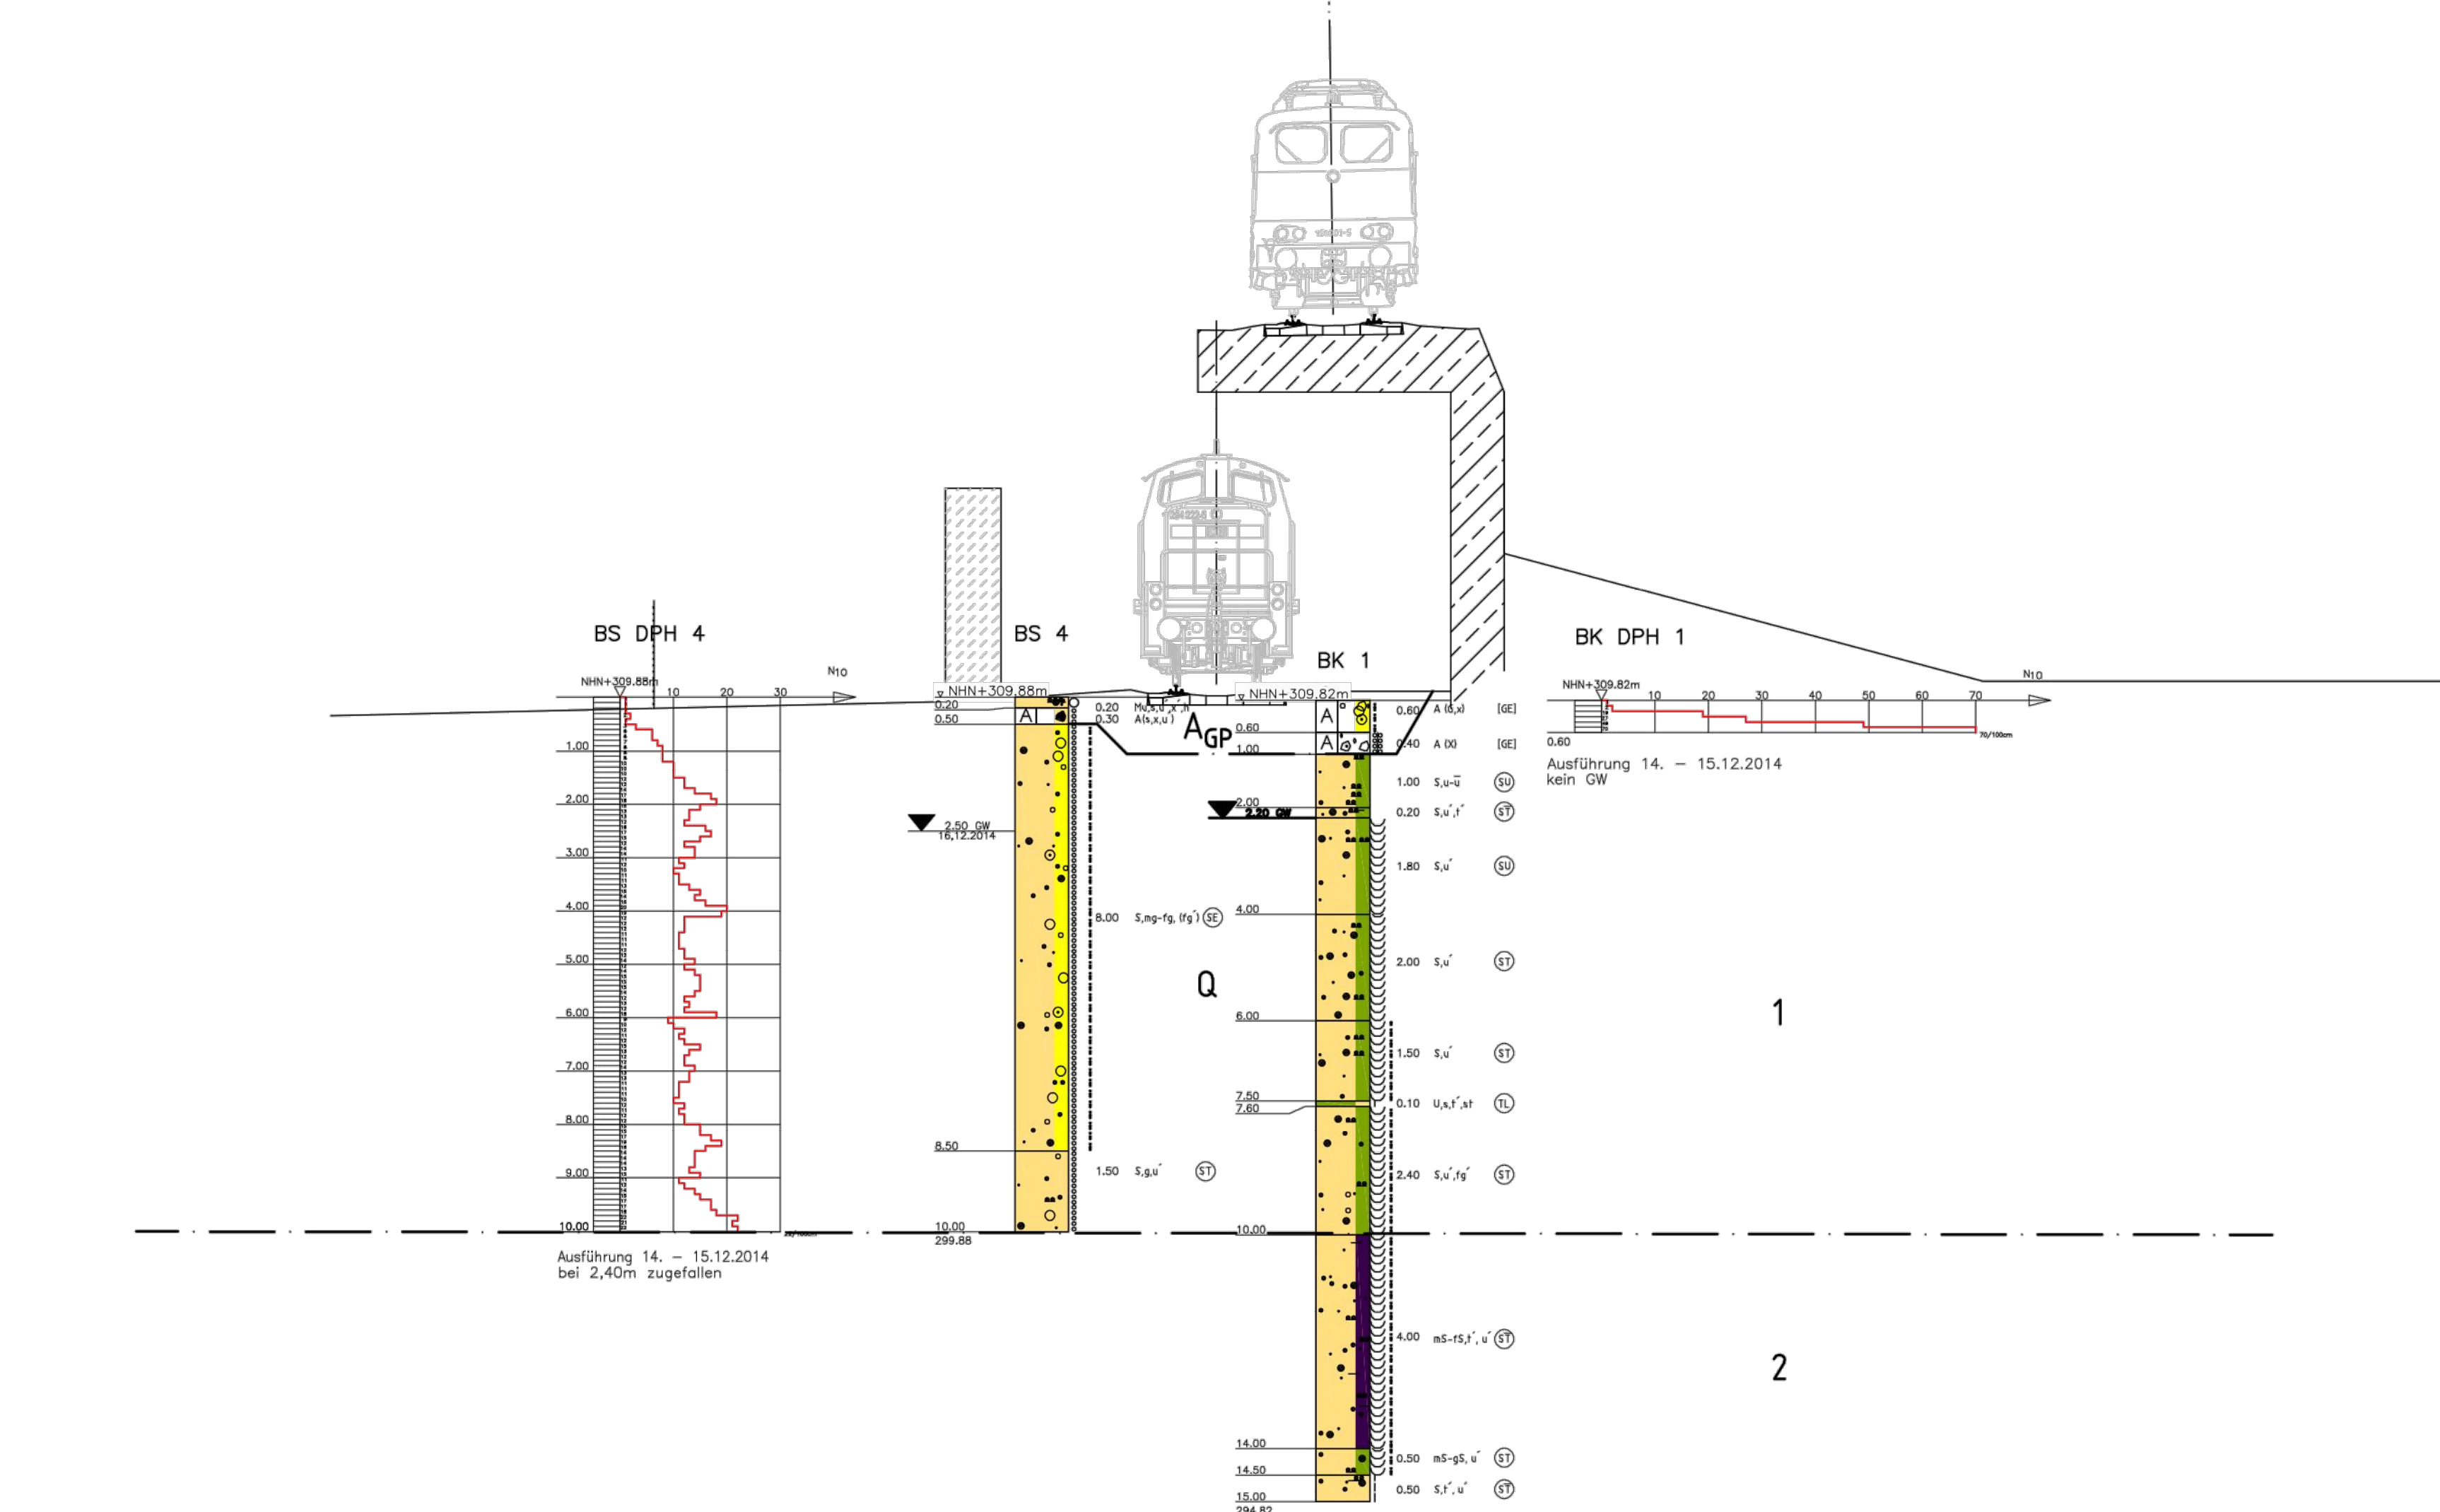 BS DPH 4
NHN+309.88m
10 20 30
N10
1.00
2.00
3.00
4.00
5.00
6.00
7.00
8.00
9.00
10.00
Ausführung 14. – 15.12.2014
bei 2,40m zugefallen
BS 4
NHN+309.88m
0.20
0.50
A
0.20
0.30 A(s,x,u)
2.50 GW
16,12.2014
8.00 S,mg-fg, (fg´) SE
8.50
1.50 S,g,u´ ST
10.00
299.88
AGP
Q
BK 1
NHN+309.82m
A
0.60 A (G,x) [GE]
0.60
A
0.40 A (X) [GE]
1.00
1.00 S,u-ū SU
2.00
0.20 S,u´,t´ ST̄
2.20 GW
1.80 S,u´ SU
4.00
2.00 S,u´ ST
6.00
1.50 S,u´ ST
7.50
0.10 U,s,t´,st TL
7.60
2.40 S,u´,fg´ ST
10.00
4.00 mS-fS,t´, u´ ST̄
14.00
0.50 mS-gS, u´ ST
14.50
0.50 S,t´, u´ ST̄
15.00
294.82
BK DPH 1
NHN+309.82m
10 20 30 40 50 60 70
N10
0.60
70/100cm
Ausführung 14. – 15.12.2014
kein GW
1
2